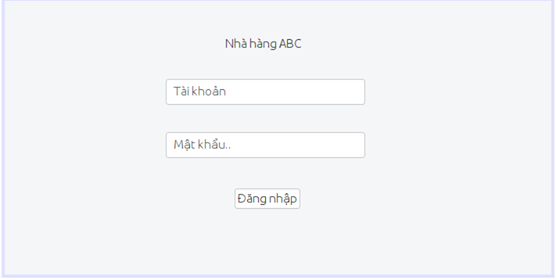 Nhà hàng ABC
Tài khoản
Mật khẩu..
Đăng nhập